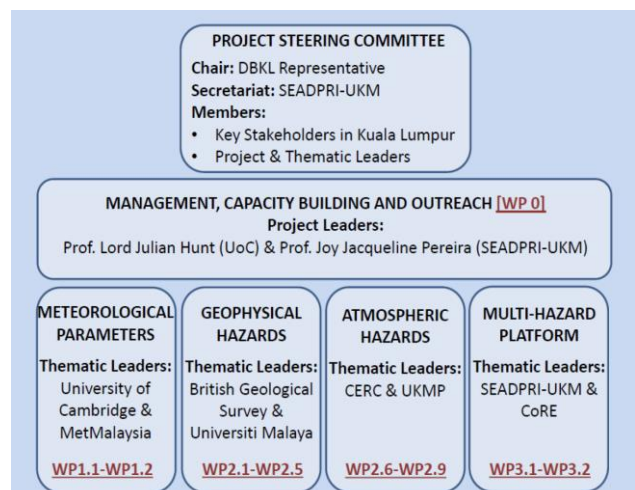 PROJECT STEERING COMMITTEE
Chair: DBKL Representative
Secretariat: SEADPRI-UKM
Members:
• Key Stakeholders in Kuala Lumpur
• Project & Thematic Leaders
MANAGEMENT, CAPACITY BUILDING AND OUTREACH [WP 0]
Project Leaders:
Prof. Lord Julian Hunt (UoC) & Prof. Joy Jacqueline Pereira (SEADPRI-UKM)
METEOROLOGICAL
PARAMETERS
Thematic Leaders:
University of
Cambridge &
MetMalaysia
WP1.1-WP1.2
GEOPHYSICAL
HAZARDS
Thematic Leaders:
British Geological
Survey &
Universiti Malaya
WP2.1-WP2.5
ATMOSPHERIC
HAZARDS
Thematic Leaders:
CERC & UKMP
WP2.6-WP2.9
MULTI-HAZARD
PLATFORM
Thematic Leaders:
SEADPRI-UKM &
CoRE
WP3.1-WP3.2